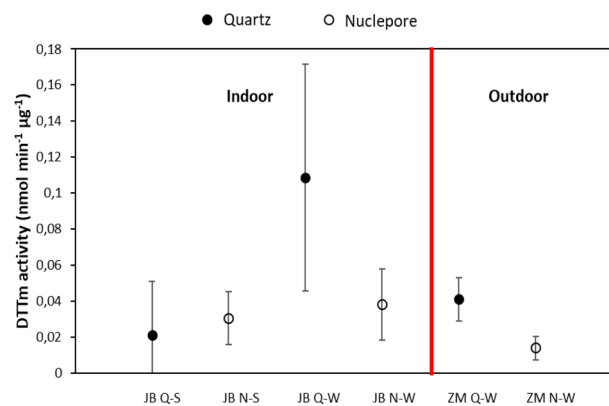 Quartz Nuclepore
0,18
0,16
0,14
0,12
0,1
0,08
0,06
0,04
0,02
0
DTTm activity (nmol min⁻¹ µg⁻¹)
Indoor Outdoor
JB Q-S JB N-S JB Q-W JB N-W ZM Q-W ZM N-W